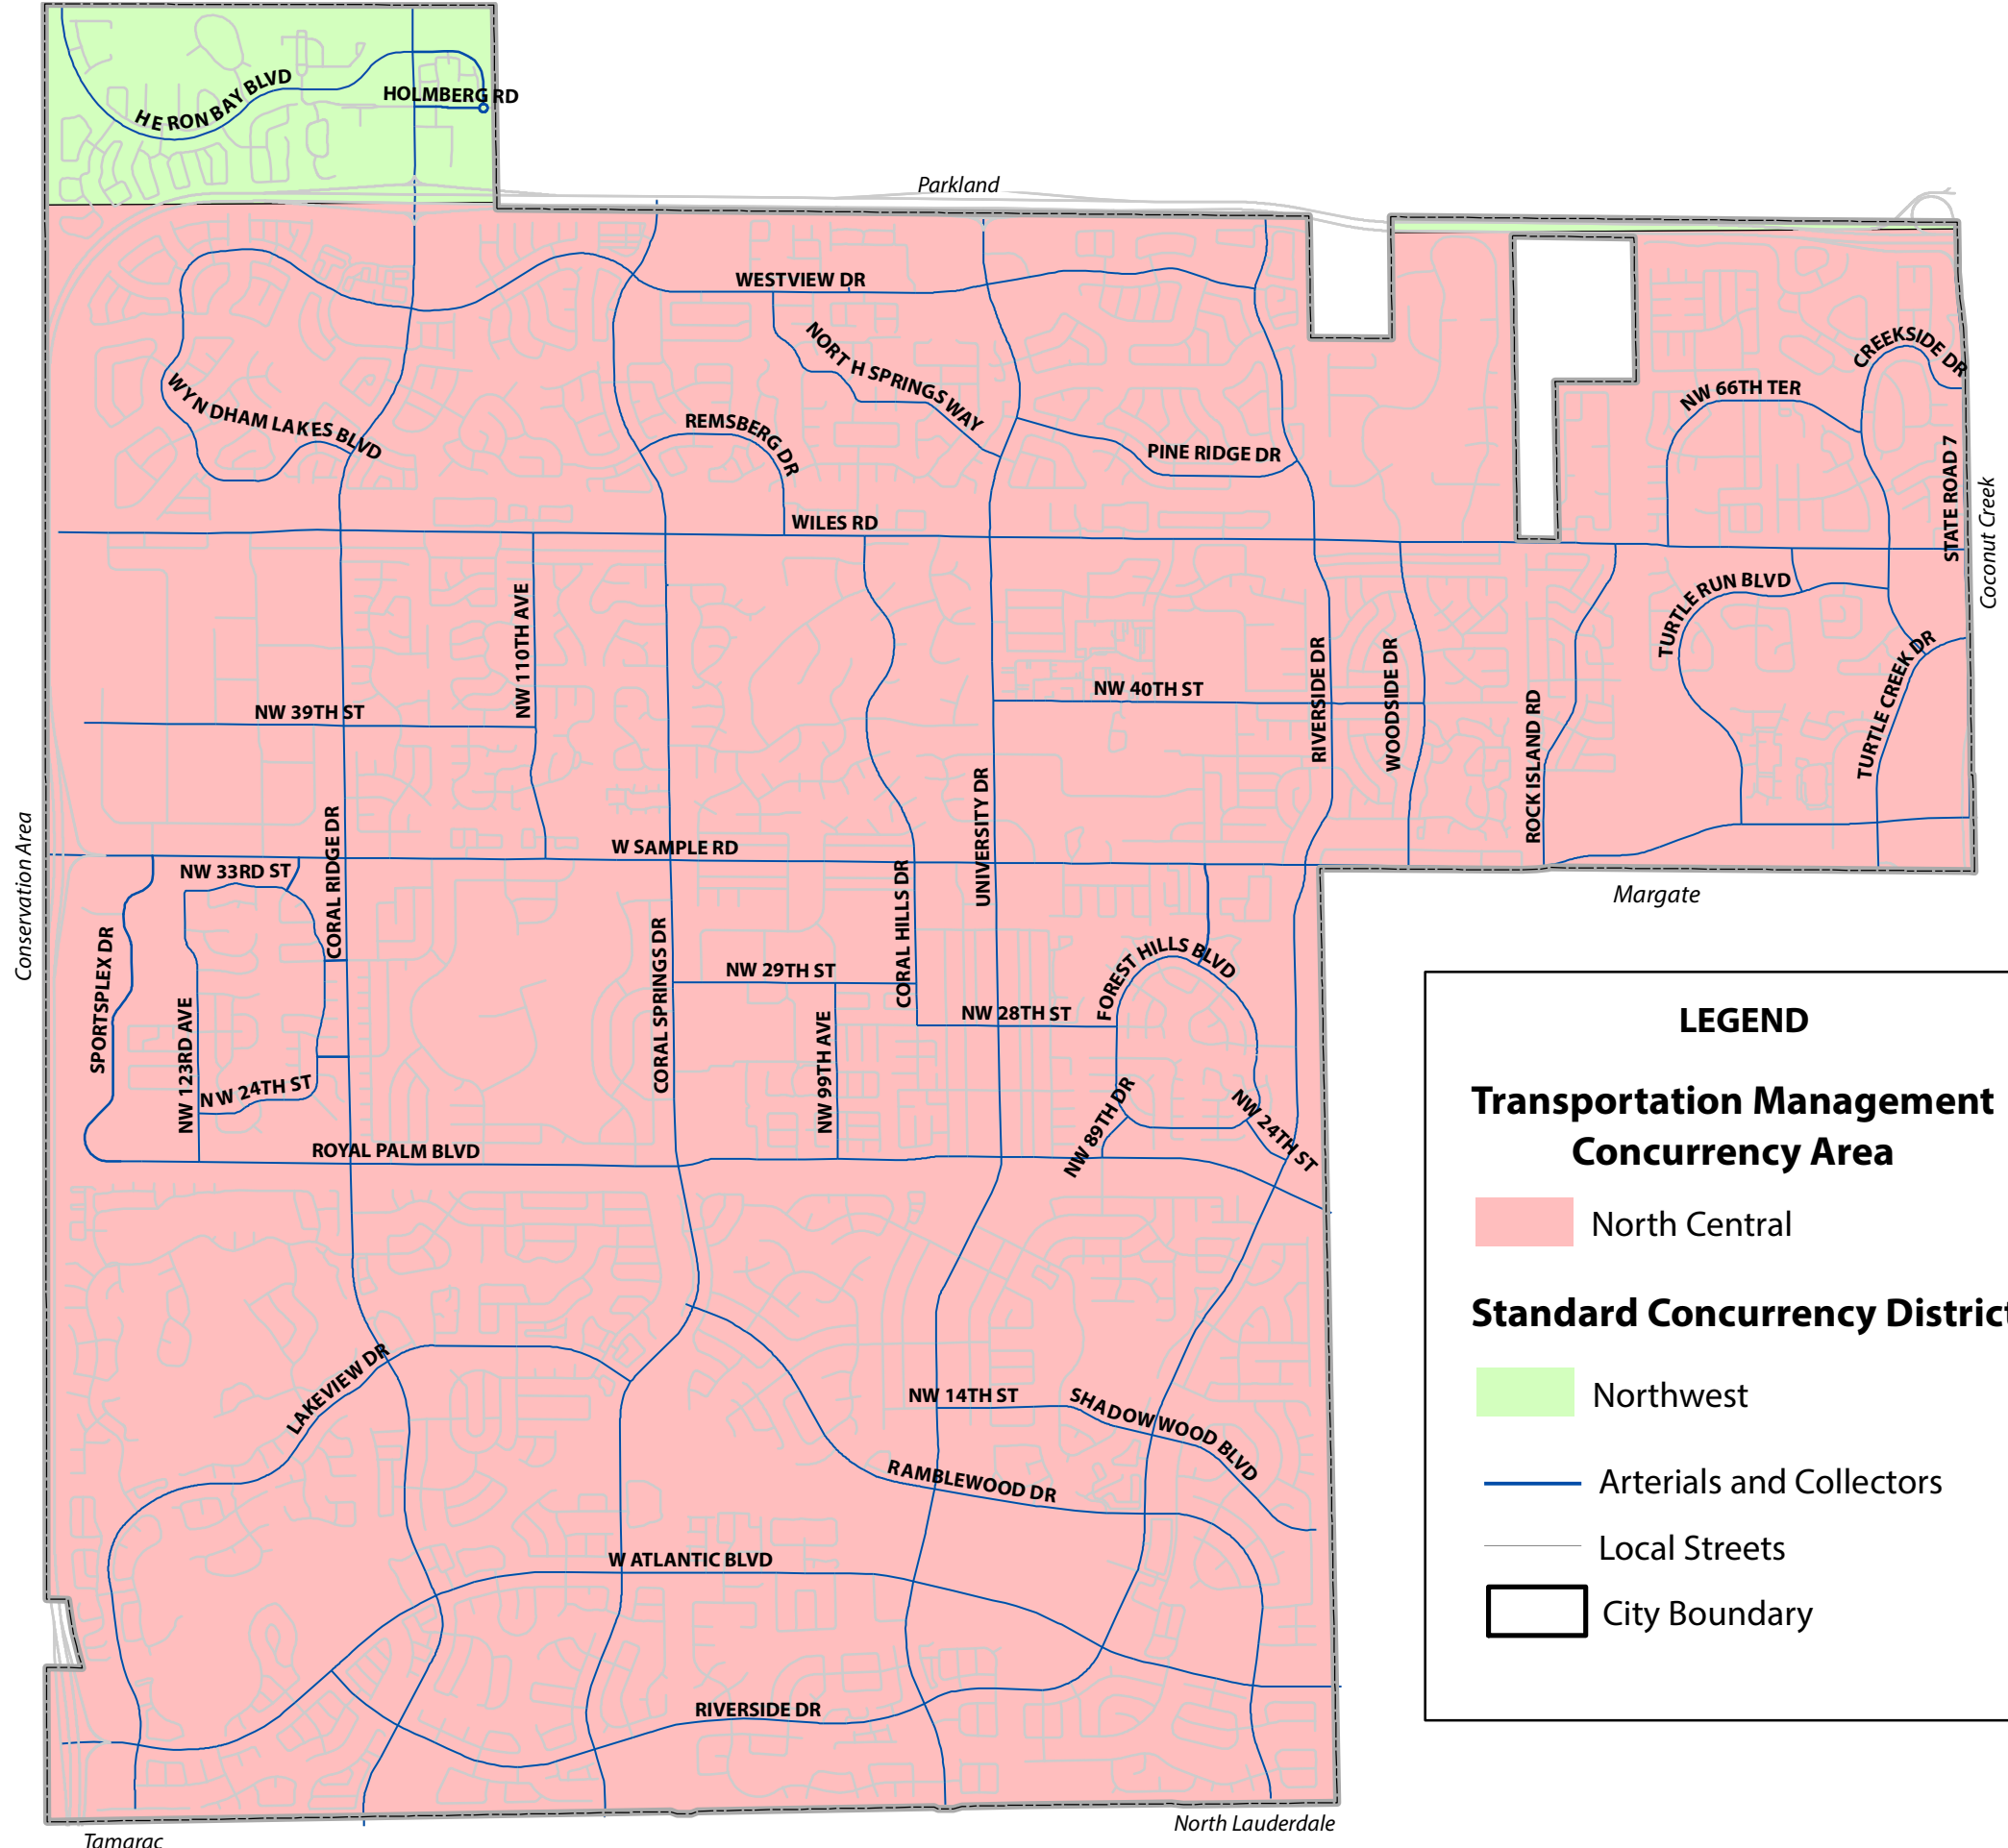 HERON BAY BLVD
HOLMBERG RD
Parkland
WESTVIEW DR
NORTH SPRINGS WAY
CREEKSIDE DR
NW 66TH TER
WYNDHAM LAKES BLVD
REMSBERG DR
PINE RIDGE DR
STATE ROAD 7
Coconut Creek
WILES RD
TURTLE RUN BLVD
NW 110TH AVE
TURTLE CREEK DR
NW 40TH ST
RIVERSIDE DR
WOODSIDE DR
ROCK ISLAND RD
NW 39TH ST
UNIVERSITY DR
Conservation Area
CORAL RIDGE DR
W SAMPLE RD
NW 33RD ST
CORAL HILLS DR
Margate
SPORTSPLEX DR
CORAL SPRINGS DR
NW 29TH ST
FOREST HILLS BLVD
NW 28TH ST
NW 123RD AVE
NW 99TH AVE
NW 24TH ST
NW 89TH DR
NW 24TH ST
ROYAL PALM BLVD
LAKEVIEW DR
NW 14TH ST
SHADOW WOOD BLVD
RAMBLEWOOD DR
W ATLANTIC BLVD
RIVERSIDE DR
North Lauderdale
Tamarac
LEGEND
Transportation Management
Concurrency Area
North Central
Standard Concurrency District
Northwest
Arterials and Collectors
Local Streets
City Boundary